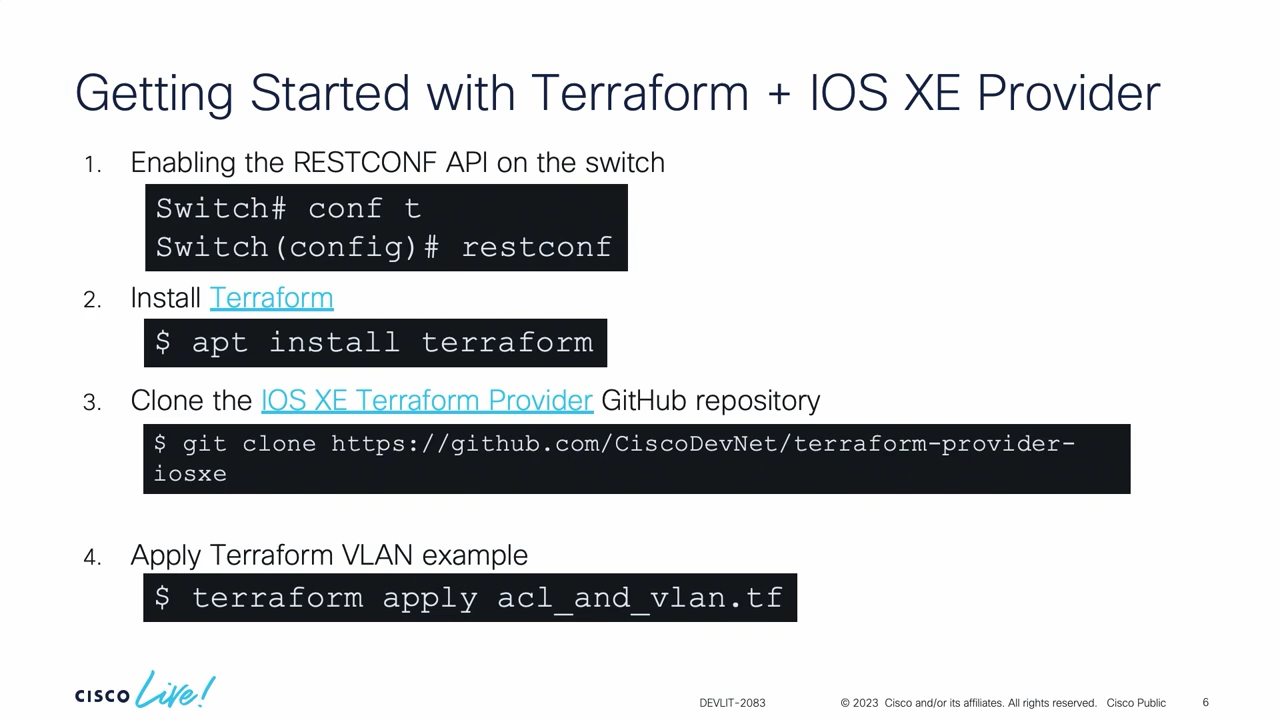 Getting Started with Terraform + IOS XE Provider
1. Enabling the RESTCONF API on the switch
Switch# conf t
Switch(config)# restconf
2. Install Terraform
$ apt install terraform
3. Clone the IOS XE Terraform Provider GitHub repository
$ git clone https://github.com/CiscoDevNet/terraform-provider-
iosxe
4. Apply Terraform VLAN example
$ terraform apply acl_and_vlan.tf
CISCO Live!
DEVLIT-2083 © 2023 Cisco and/or its affiliates. All rights reserved. Cisco Public 6